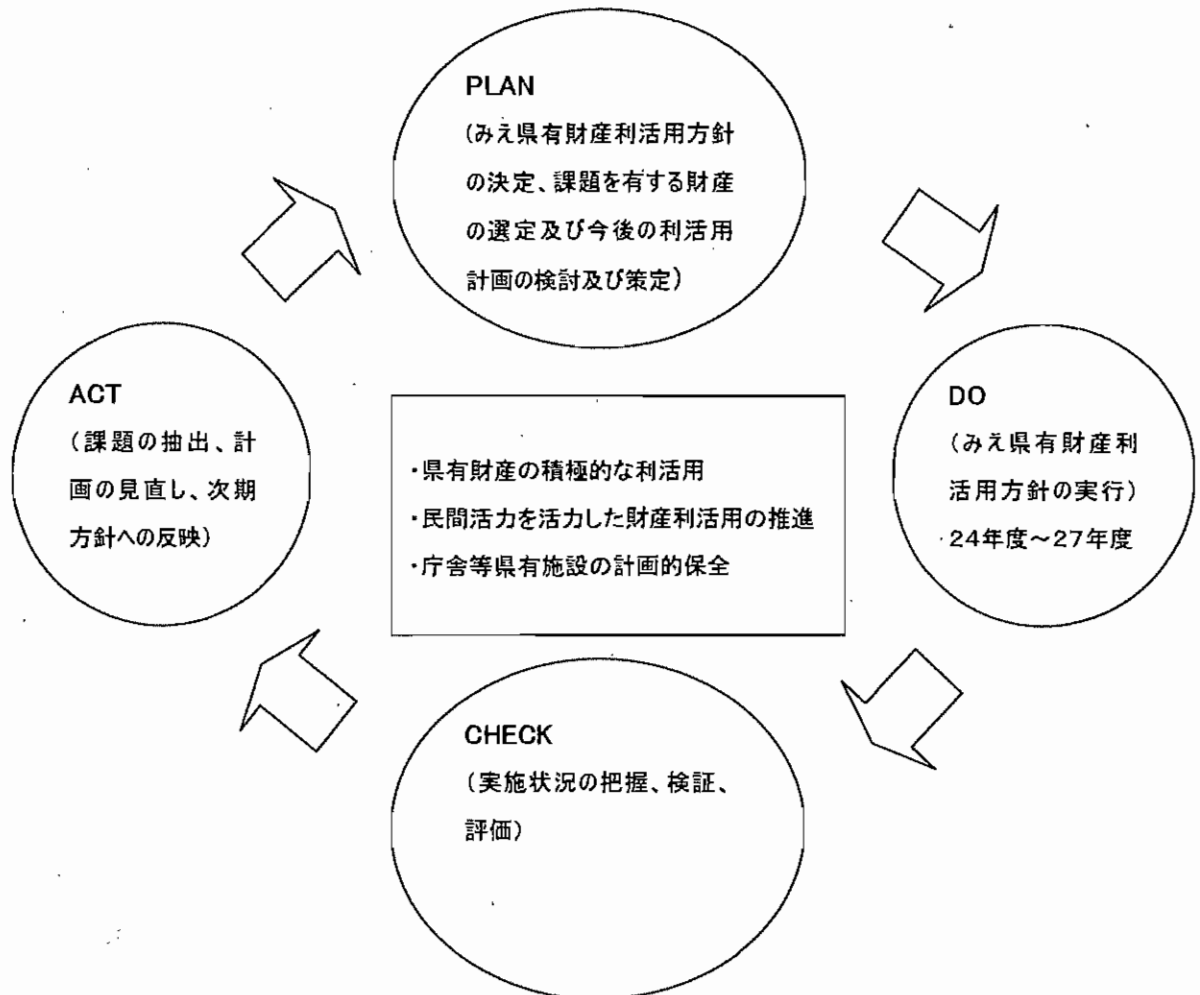 PLAN
(みえ県有財産利活用方針
の決定、課題を有する財産
の選定及び今後の利活用
計画の検討及び策定)
ACT
(課題の抽出、計
画の見直し、次期
方針への反映)
・県有財産の積極的な利活用
・民間活力を活力した財産利活用の推進
・庁舎等県有施設の計画的保全
DO
(みえ県有財産利
活用方針の実行)
24年度~27年度
CHECK
(実施状況の把握、検証、
評価)